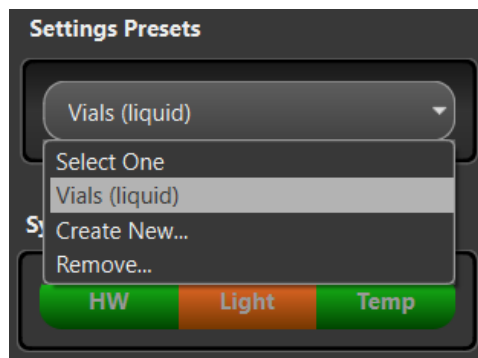 Settings Presets
Vials (liquid)
Select One
Vials (liquid)
Create New...
Remove...
HW Light Temp